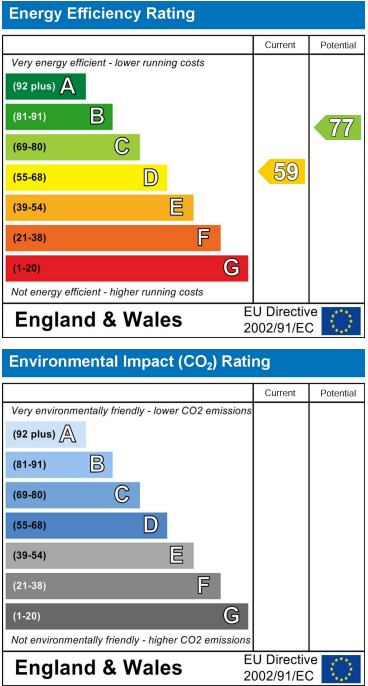 Energy Efficiency Rating
Current Potential
Very energy efficient - lower running costs
(92 plus) A
(81-91) B
(69-80) C
(55-68) D
(39-54) E
(21-38) F
(1-20) G
59
77
Not energy efficient - higher running costs
England & Wales
EU Directive
2002/91/EC
Environmental Impact (CO₂) Rating
Current Potential
Very environmentally friendly - lower CO2 emissions
(92 plus) A
(81-91) B
(69-80) C
(55-68) D
(39-54) E
(21-38) F
(1-20) G
Not environmentally friendly - higher CO2 emissions
England & Wales
EU Directive
2002/91/EC